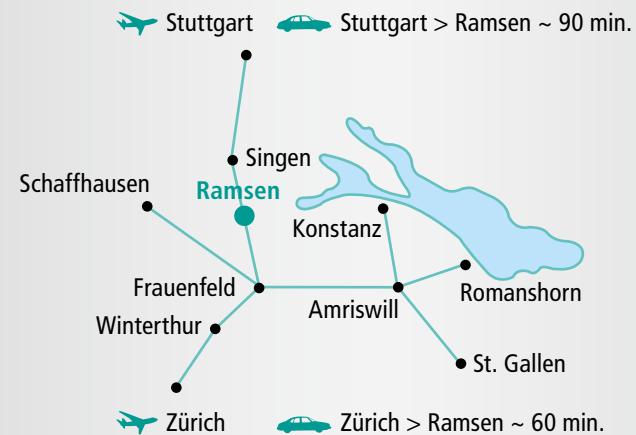 Stuttgart Stuttgart > Ramsen ~ 90 min.
Singen
Schaffhausen
Ramsen
Konstanz
Frauenfeld
Amriswill
Romanshorn
Winterthur
St. Gallen
Zürich Zürich > Ramsen ~ 60 min.